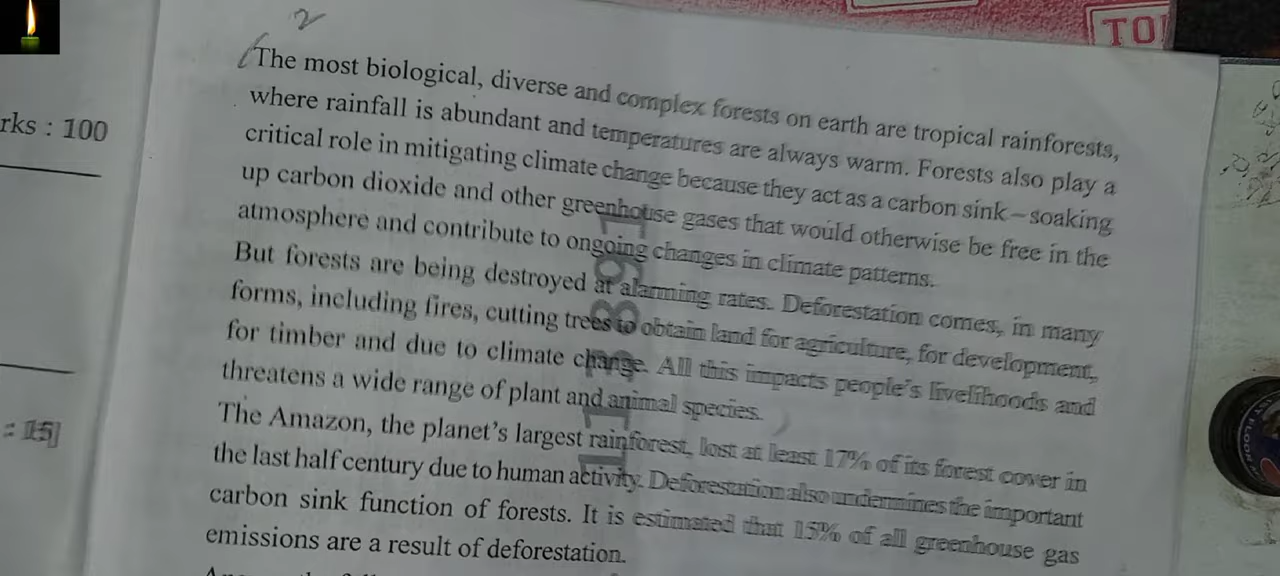 2
TO
The most biological, diverse and complex forests on earth are tropical rainforests,
where rainfall is abundant and temperatures are always warm. Forests also play a
rks : 100
critical role in mitigating climate change because they act as a carbon sink – soaking
up carbon dioxide and other greenhouse gases that would otherwise be free in the
atmosphere and contribute to ongoing changes in climate patterns.
But forests are being destroyed at alarming rates. Deforestation comes, in many
forms, including fires, cutting trees to obtain land for agriculture, for development,
for timber and due to climate change. All this impacts people's livelihoods and
threatens a wide range of plant and animal species.
= 15]
The Amazon, the planet's largest rainforest, lost at least 17% of its forest cover in
the last half century due to human activity. Deforestation also undermines the important
carbon sink function of forests. It is estimated that 15% of all greenhouse gas
emissions are a result of deforestation.